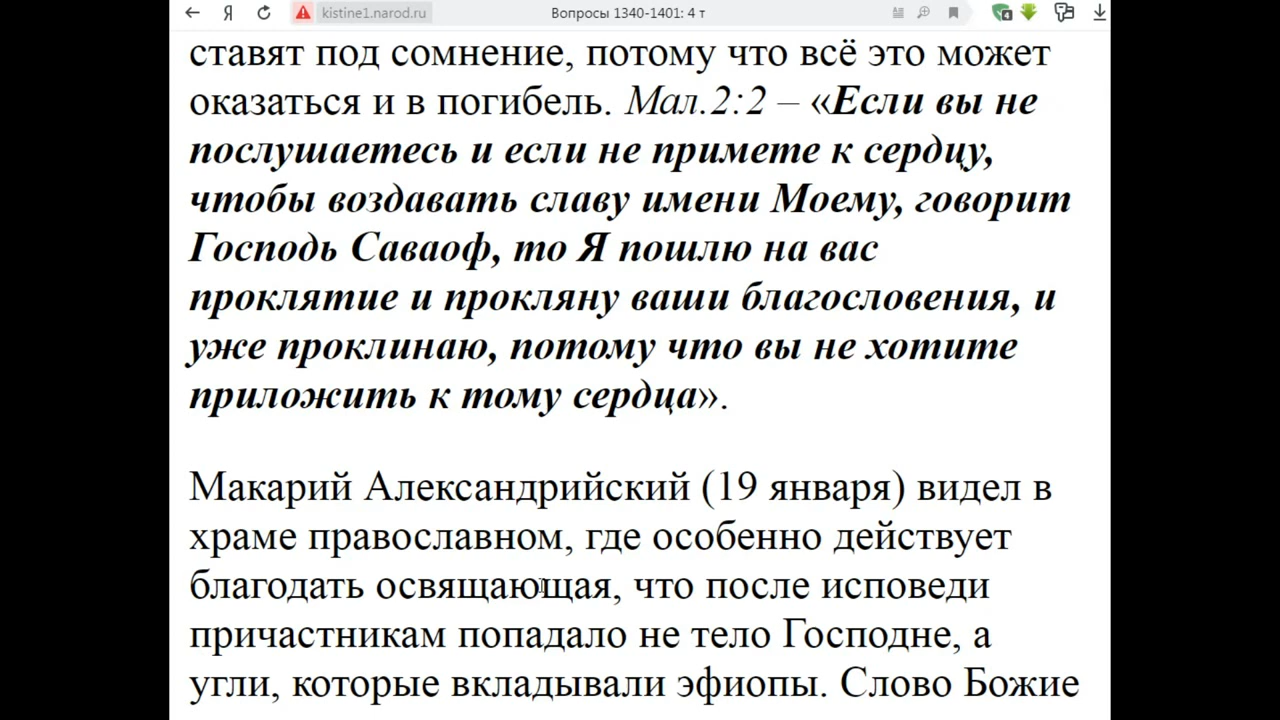 kistine1.narod.ru
Вопросы 1340-1401: 4 т
4
ставят под сомнение, потому что всё это может
оказаться и в погибель. Мал.2:2 – «Если вы не
послушаетесь и если не примете к сердцу,
чтобы воздавать славу имени Моему, говорит
Господь Саваоф, то Я пошлю на вас
проклятие и прокляну ваши благословения, и
уже проклинаю, потому что вы не хотите
приложить к тому сердца».
Макарий Александрийский (19 января) видел в
храме православном, где особенно действует
благодать освящающая, что после исповеди
причастникам попадало не тело Господне, а
угли, которые вкладывали эфиопы. Слово Божие